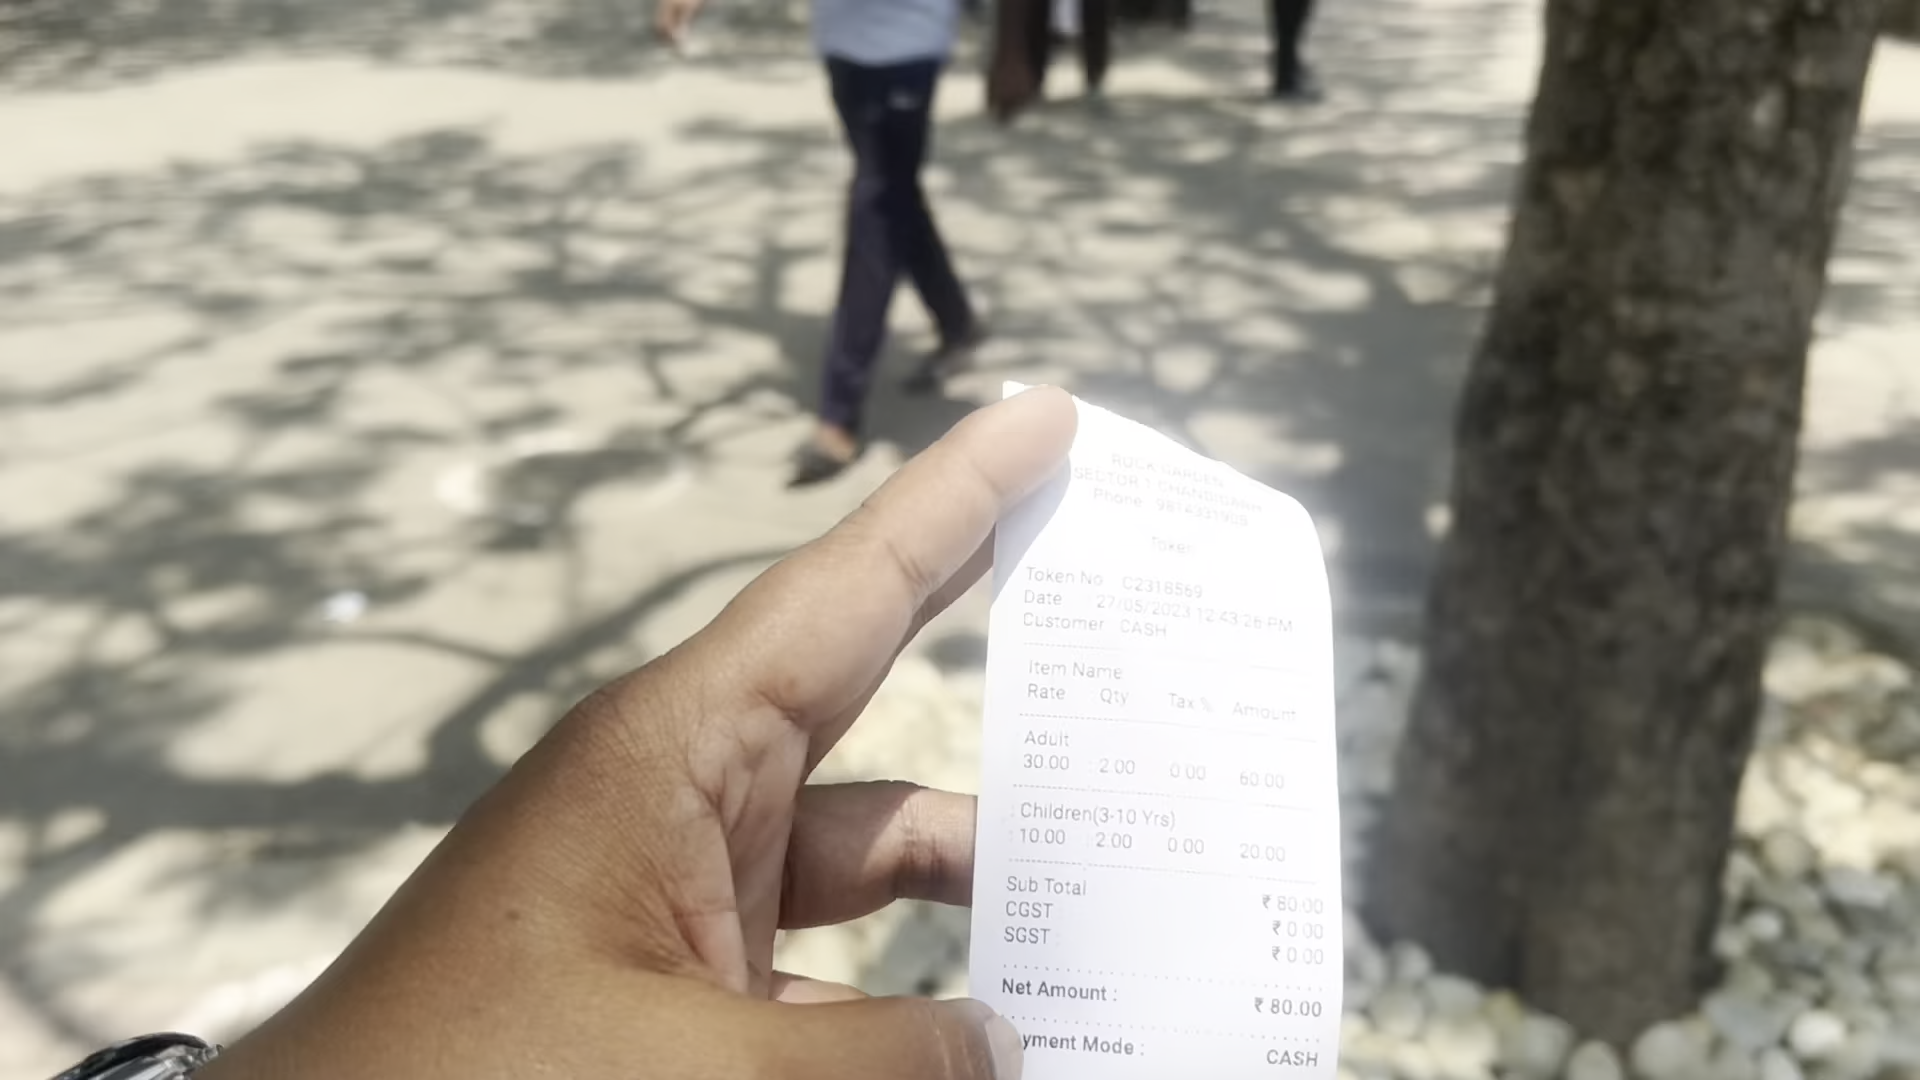 ROCK GARDEN
SECTOR 1 CHANDIGARH
Phone
Token
Token No C2318569
Date : 27/05/2023 12:43:26 PM
Customer CASH
Item Name
Rate Qty Tax % Amount
Adult
30.00 2.00 0.00 60.00
Children(3-10 Yrs)
10.00 2.00 0.00 20.00
Sub Total ₹ 80.00
CGST ₹ 0.00
SGST ₹ 0.00
Net Amount : ₹ 80.00
yment Mode : CASH